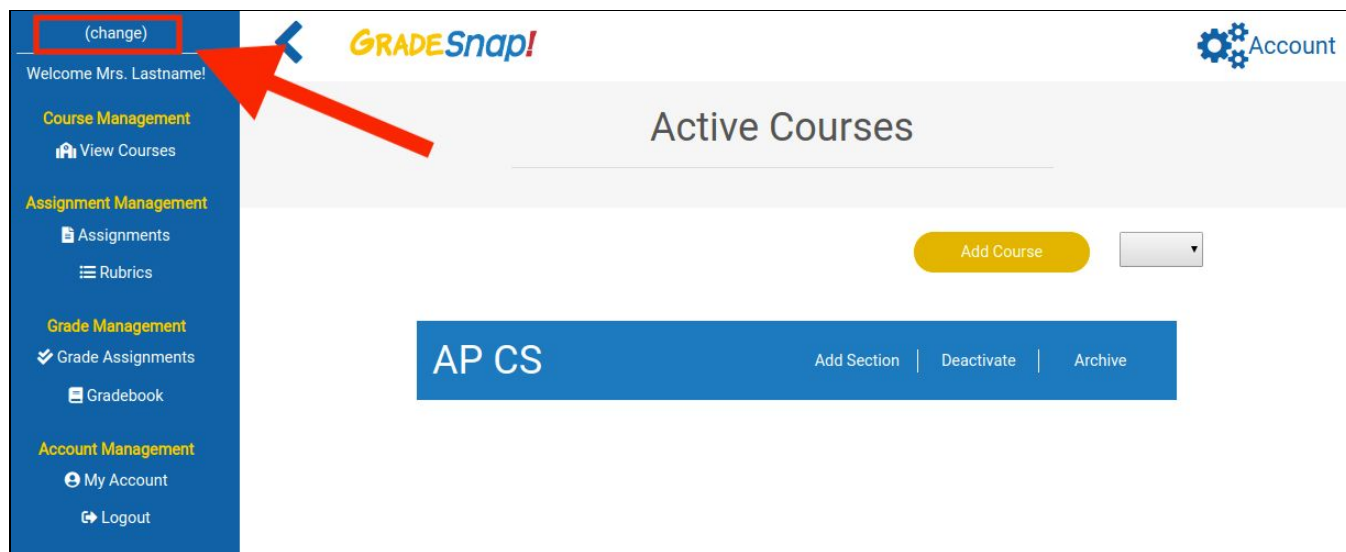 (change)
Welcome Mrs. Lastname!
Course Management
View Courses
Assignment Management
Assignments
Rubrics
Grade Management
Grade Assignments
Gradebook
Account Management
My Account
Logout
GRADESnap!
Account
Active Courses
Add Course
AP CS
Add Section
Deactivate
Archive